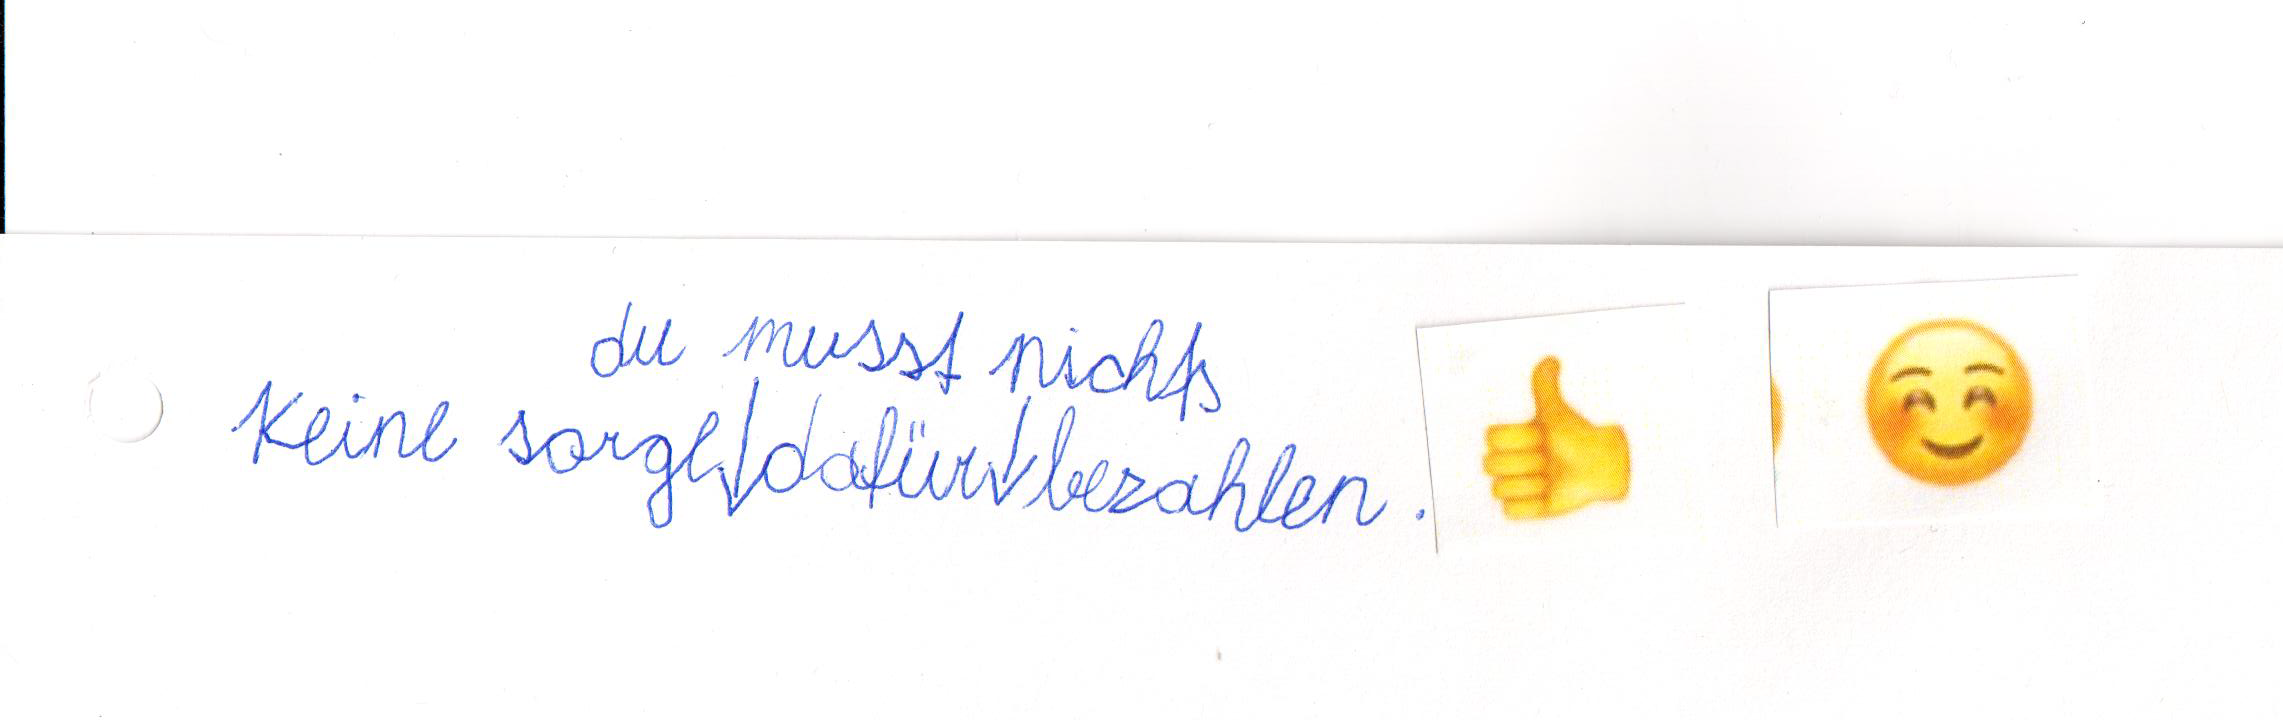 du musst nichts
Keine sorge, dafür bezahlen. 👍 😊